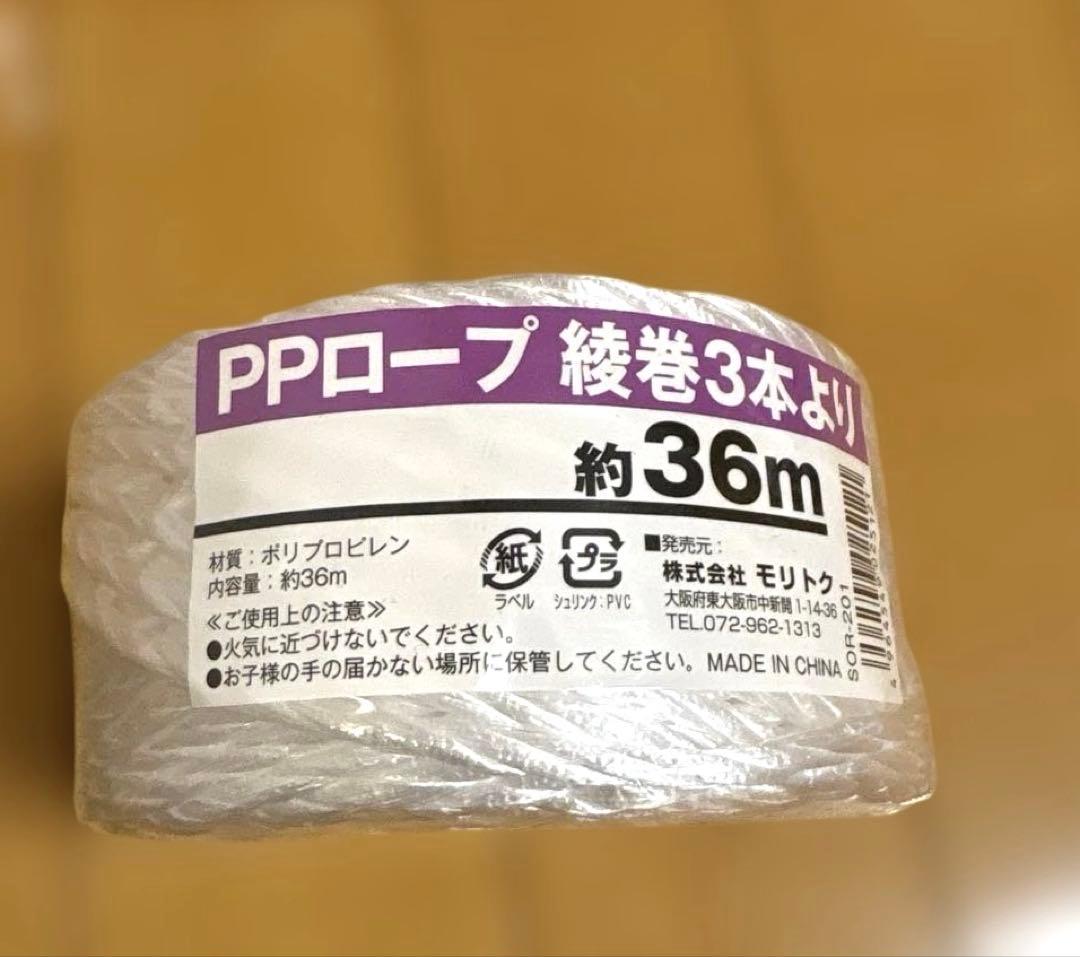 PPロープ 綾巻3本より
約36m
材質：ポリプロピレン
内容量：約36m
≪ご使用上の注意≫
●火気に近づけないでください。
●お子様の手の届かない場所に保管してください。
紙
ラベル
プラ
シュリンク：PVC
■発売元：
株式会社 モリトク
大阪府東大阪市中新開1-14-36
TEL.072-962-1313
MADE IN CHINA
SOR-201